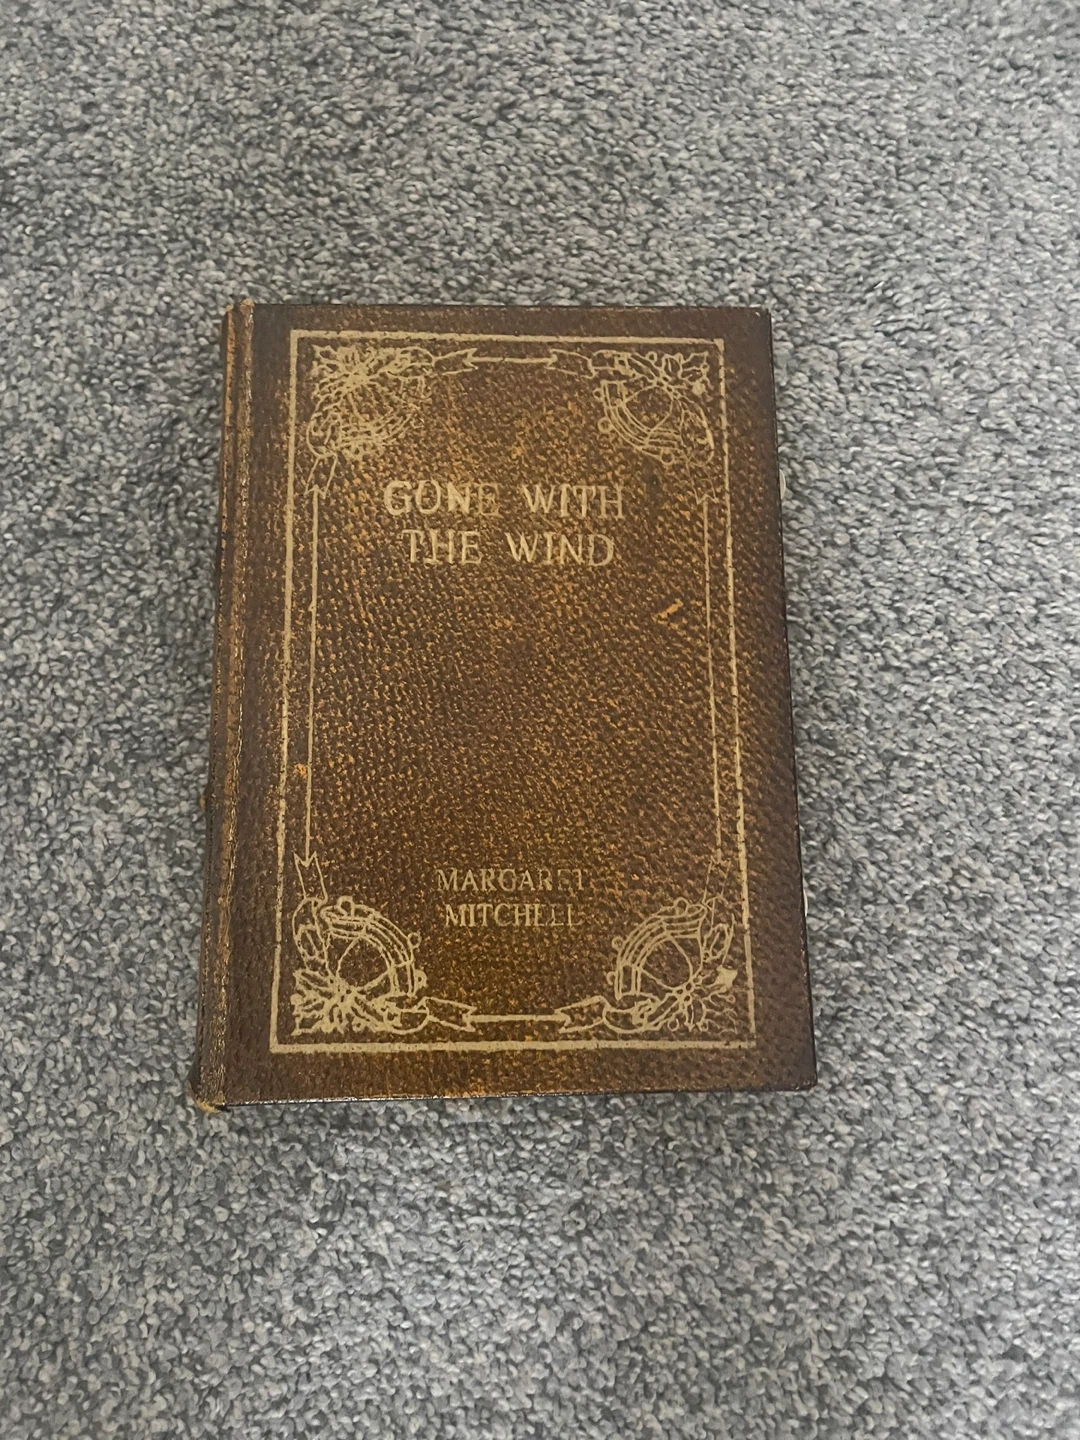 GONE WITH
THE WIND
MARGARET
MITCHELL